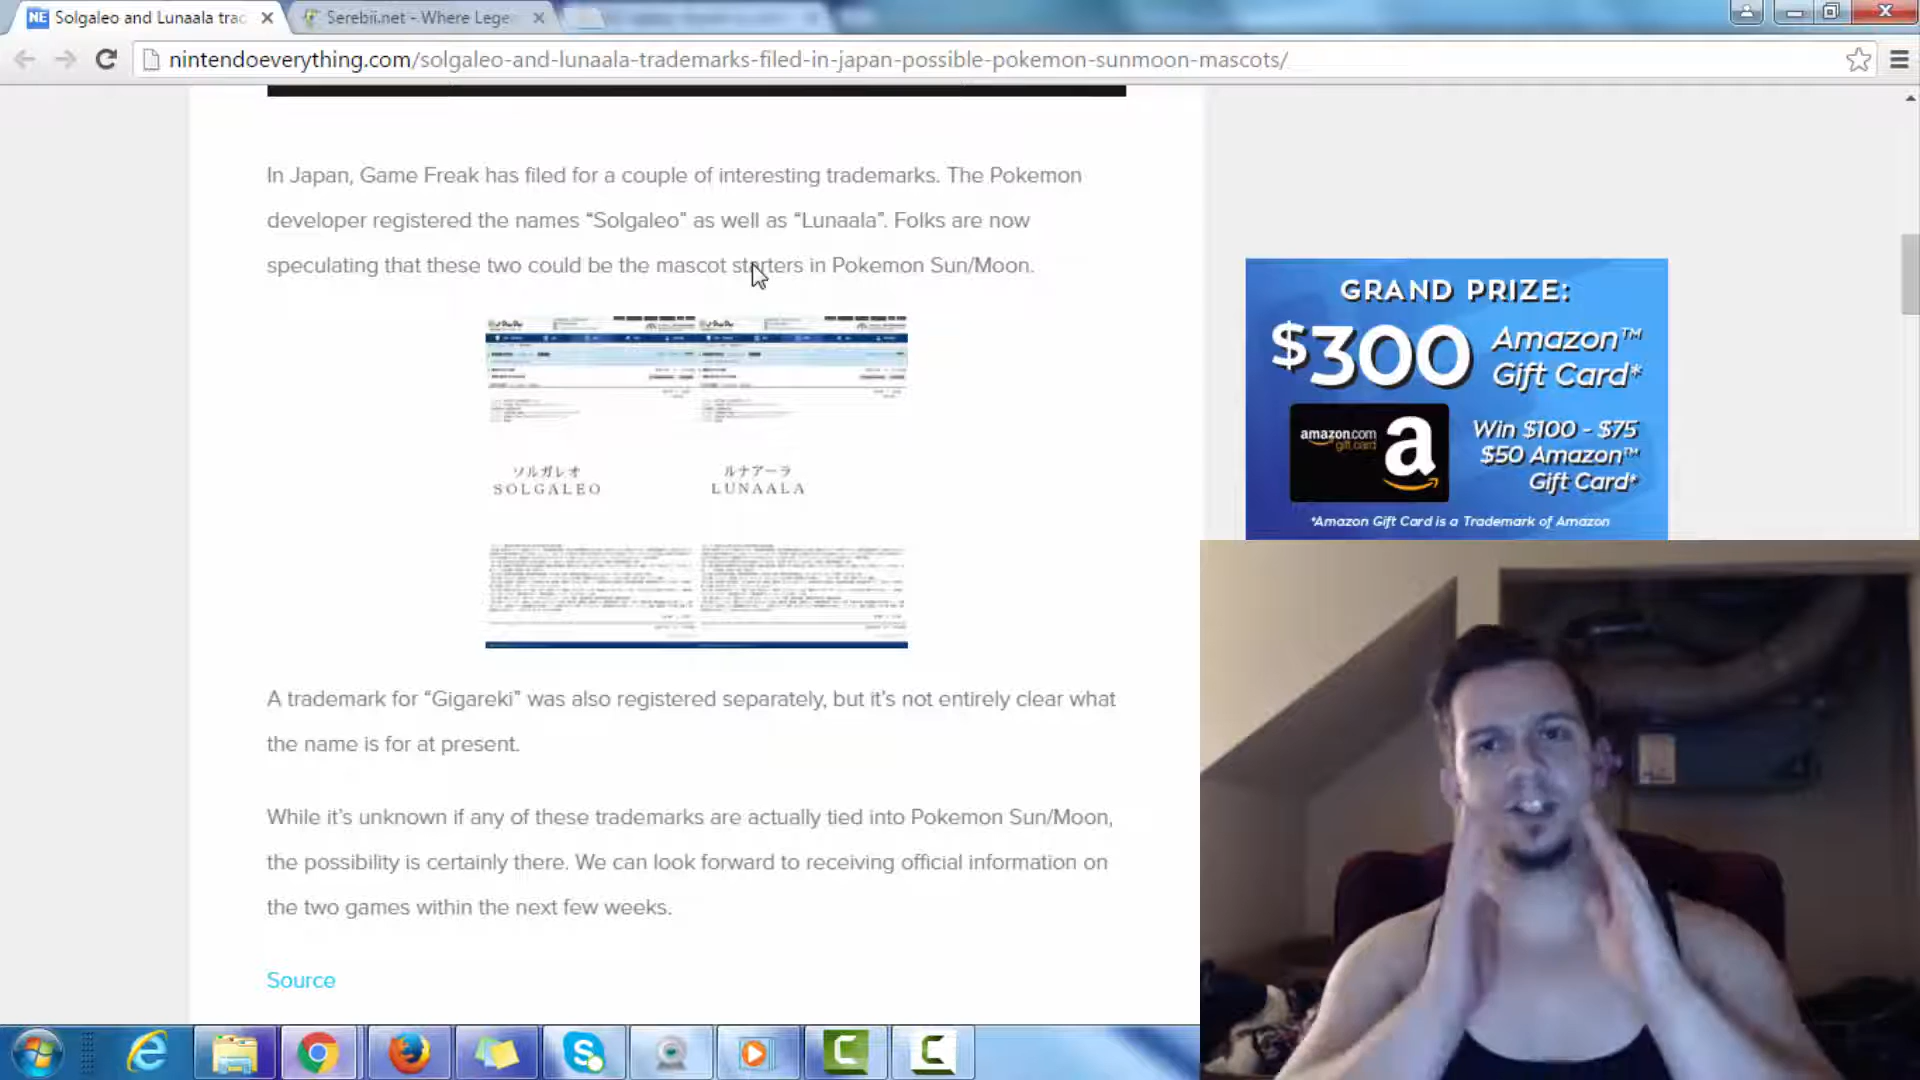 NE Solgaleo and Lunaala trac
Serebii.net - Where Lege
nintendoeverything.com/solgaleo-and-lunaala-trademarks-filed-in-japan-possible-pokemon-sunmoon-mascots/
In Japan, Game Freak has filed for a couple of interesting trademarks. The Pokemon
developer registered the names “Solgaleo” as well as “Lunaala”. Folks are now
speculating that these two could be the mascot starters in Pokemon Sun/Moon.
ソルガレオ
SOLGALEO
ルナアーラ
LUNAALA
A trademark for “Gigareki” was also registered separately, but it’s not entirely clear what
the name is for at present.
While it’s unknown if any of these trademarks are actually tied into Pokemon Sun/Moon,
the possibility is certainly there. We can look forward to receiving official information on
the two games within the next few weeks.
Source
GRAND PRIZE:
$300 Amazon™
Gift Card*
amazon.com
gift card
a
Win $100 - $75
$50 Amazon™
Gift Card*
*Amazon Gift Card is a Trademark of Amazon